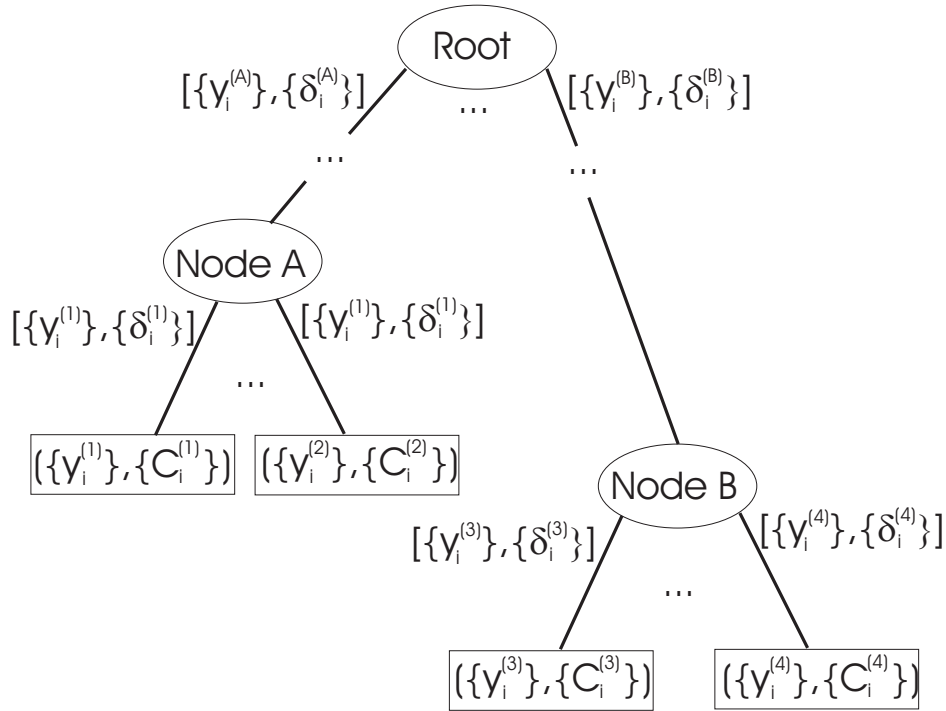 Root
[{y_i^(A)},{δ_i^(A)}]
...
[{y_i^(B)},{δ_i^(B)}]
...
...
Node A
[{y_i^(1)},{δ_i^(1)}]
[{y_i^(1)},{δ_i^(1)}]
...
({y_i^(1)},{C_i^(1)})
({y_i^(2)},{C_i^(2)})
Node B
[{y_i^(3)},{δ_i^(3)}]
[{y_i^(4)},{δ_i^(4)}]
...
({y_i^(3)},{C_i^(3)})
({y_i^(4)},{C_i^(4)})